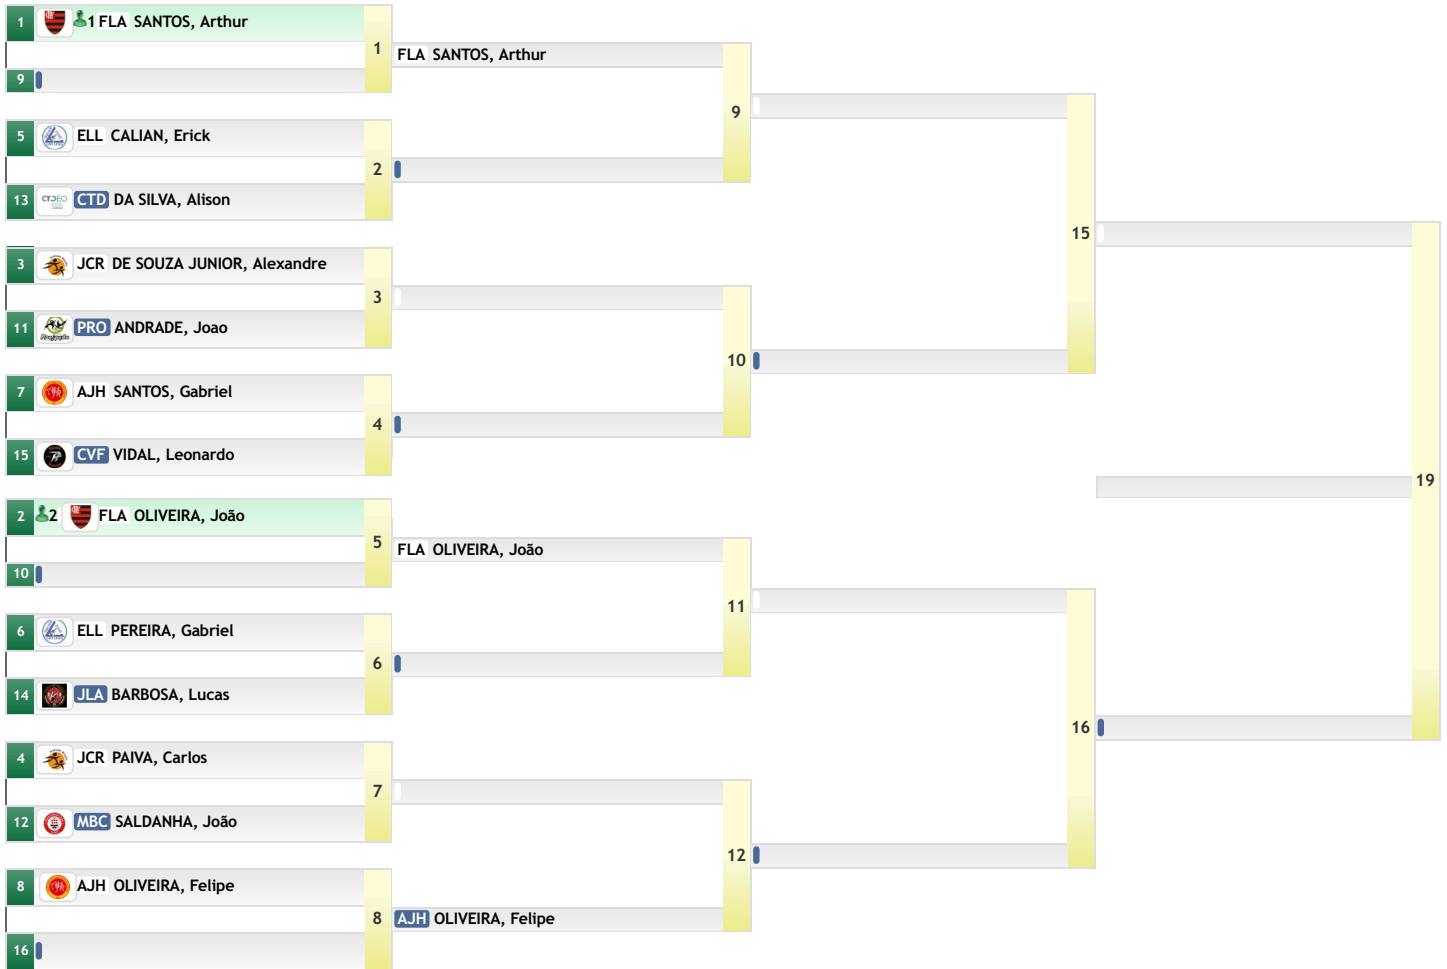 1 1 FLA SANTOS, Arthur
1
FLA SANTOS, Arthur
9
9
5 ELL CALIAN, Erick
2
13 CTDEO CTD DA SILVA, Alison
15
3 JCR DE SOUZA JUNIOR, Alexandre
3
11 PRO ANDRADE, Joao
10
7 AJH SANTOS, Gabriel
4
15 CVF VIDAL, Leonardo
19
2 2 FLA OLIVEIRA, João
5
FLA OLIVEIRA, João
10
11
6 ELL PEREIRA, Gabriel
6
14 JLA BARBOSA, Lucas
16
4 JCR PAIVA, Carlos
7
12 MBC SALDANHA, João
12
8 AJH OLIVEIRA, Felipe
8
AJH OLIVEIRA, Felipe
16